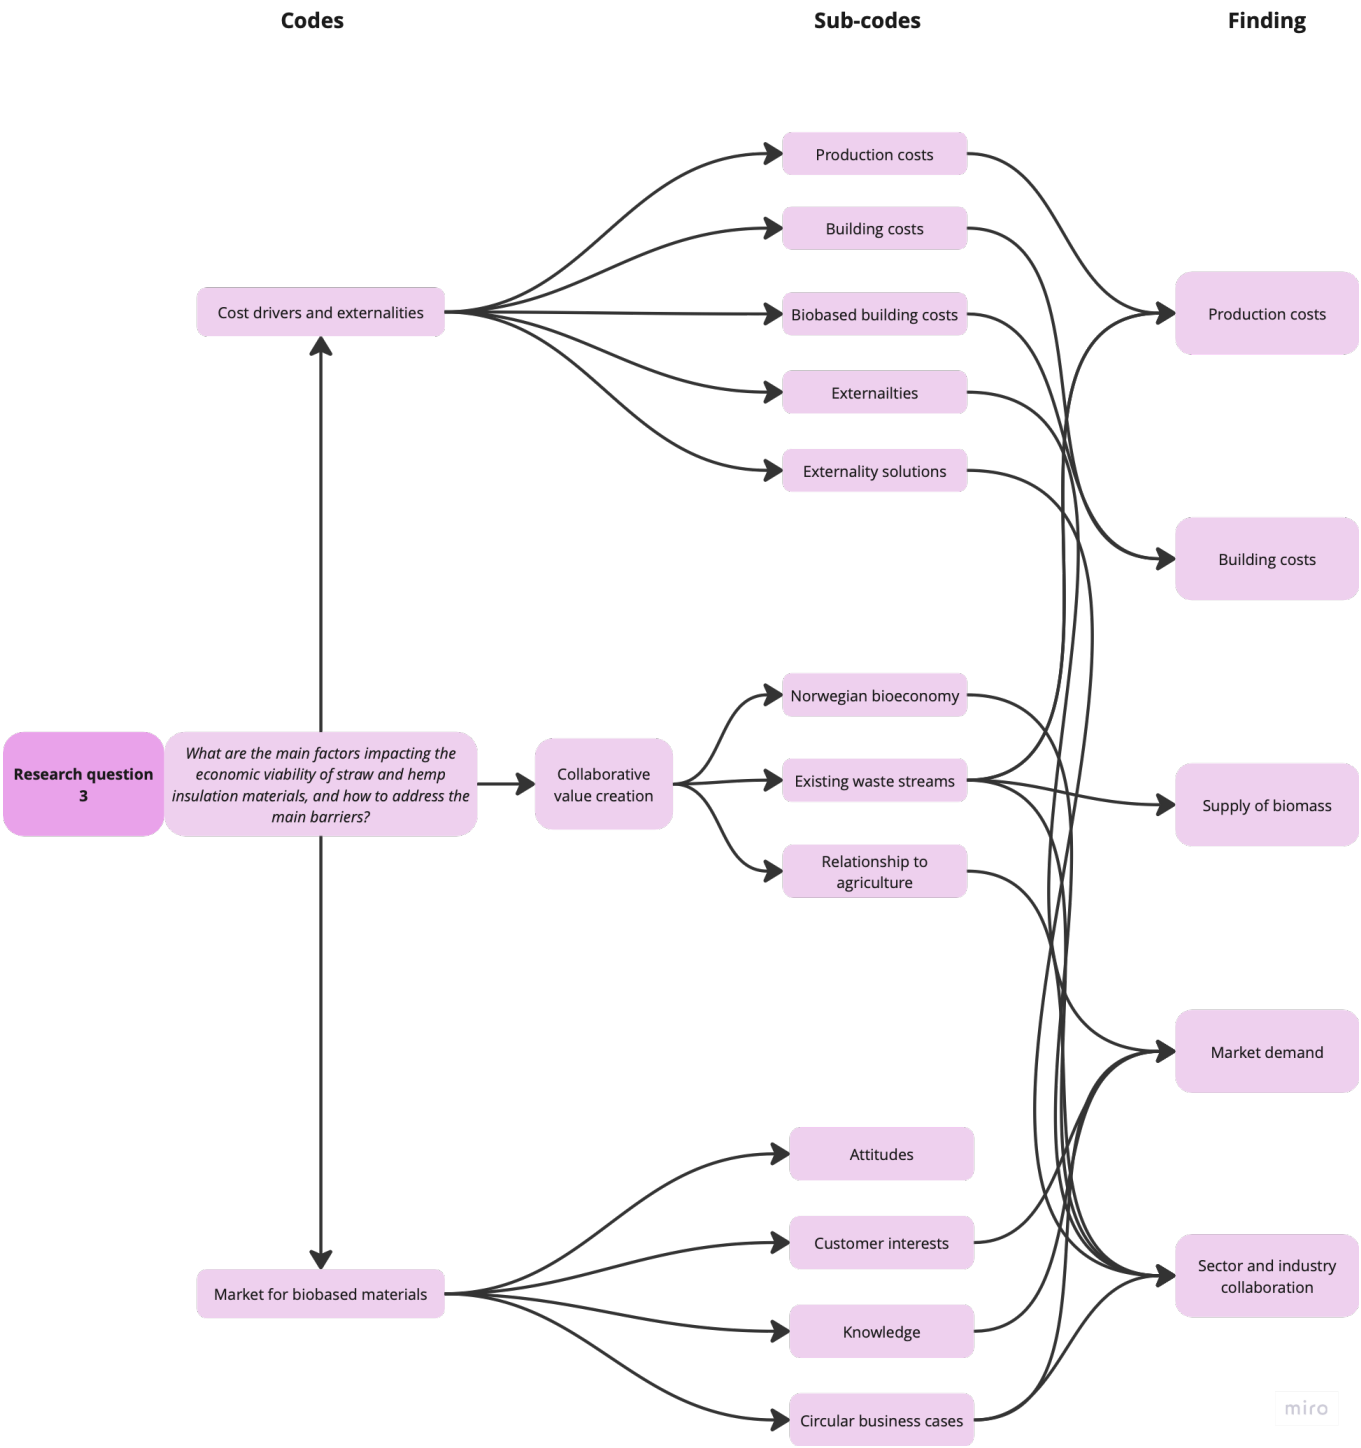 Codes
Sub-codes
Finding
Production costs
Building costs
Biobased building costs
Externailties
Externality solutions
Cost drivers and externalities
Production costs
Building costs
Research question
3
What are the main factors impacting the
economic viability of straw and hemp
insulation materials, and how to address the
main barriers?
Collaborative
value creation
Norwegian bioeconomy
Existing waste streams
Relationship to
agriculture
Supply of biomass
Market demand
Market for biobased materials
Attitudes
Customer interests
Knowledge
Circular business cases
Sector and industry
collaboration
miro